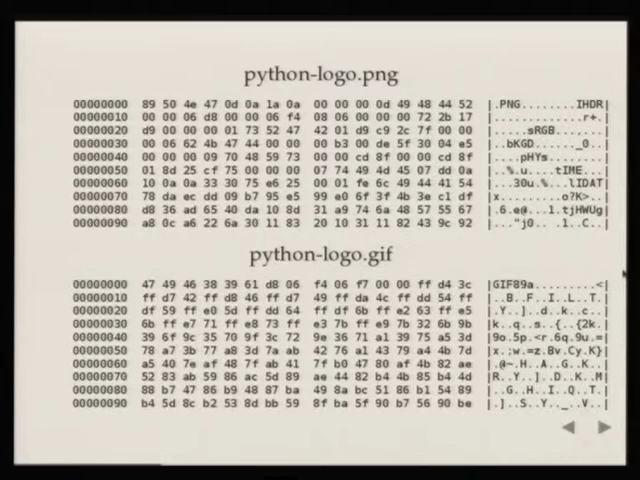 python-logo.png
00000000 89 50 4e 47 0d 0a 1a 0a 00 00 00 0d 49 48 44 52 |.PNG........IHDR|
00000010 00 00 06 d8 00 00 06 f4 08 06 00 00 00 72 2b 17 |.............r+.|
00000020 d9 00 00 00 01 73 52 47 42 01 d9 c9 2c 7f 00 00 |.....sRGB...,...|
00000030 00 06 62 4b 47 44 00 00 00 b3 00 de 5f 30 04 e5 |..bKGD......_0..|
00000040 00 00 00 09 70 48 59 73 00 00 cd 8f 00 00 cd 8f |....pHYs........|
00000050 01 8d 25 cf 75 00 00 00 07 74 49 4d 45 07 dd 0a |..%.u....tIME...|
00000060 10 0a 0a 33 30 75 e6 25 00 01 fe 6c 49 44 41 54 |...30u.%...lIDAT|
00000070 78 da ec dd 09 b7 95 e5 99 e0 6f 3f 4b 3e c1 df |x.........o?K>..|
00000080 d8 36 ad 65 40 da 10 8d 31 a9 74 6a 48 57 55 67 |.6.e@...1.tjHWUg|
00000090 a8 0c a6 22 6a 30 11 83 20 10 31 11 82 43 9c 92 |..."j0.. .1..C..|
python-logo.gif
00000000 47 49 46 38 39 61 d8 06 f4 06 f7 00 00 ff d4 3c |GIF89a.........<|
00000010 ff d7 42 ff d8 46 ff d7 49 ff da 4c ff dd 54 ff |..B..F..I..L..T.|
00000020 df 59 ff e0 5d ff dd 64 ff df 6b ff e2 63 ff e5 |.Y..]..d..k..c..|
00000030 6b ff e7 71 ff e8 73 ff e3 7b ff e9 7b 32 6b 9b |k..q..s..{..{2k.|
00000040 39 6f 9c 35 70 9f 3c 72 9e 36 71 a1 39 75 a5 3d |9o.5p.<r.6q.9u.=|
00000050 78 a7 3b 77 a8 3d 7a ab 42 76 a1 43 79 a4 4b 7d |x.;w.=z.Bv.Cy.K}|
00000060 a5 40 7e af 48 7f ab 41 7f b0 47 80 af 4b 82 ae |.@~.H..A..G..K..|
00000070 52 83 ab 59 86 ac 5d 89 ae 44 82 b4 4b 85 b4 4d |R..Y..]..D..K..M|
00000080 88 b7 47 86 b9 48 87 ba 49 8a bc 51 86 b1 54 89 |..G..H..I..Q..T.|
00000090 b4 5d 8c b2 53 8d bb 59 8f ba 5f 90 b7 56 90 be |.]..S..Y.._..V..|